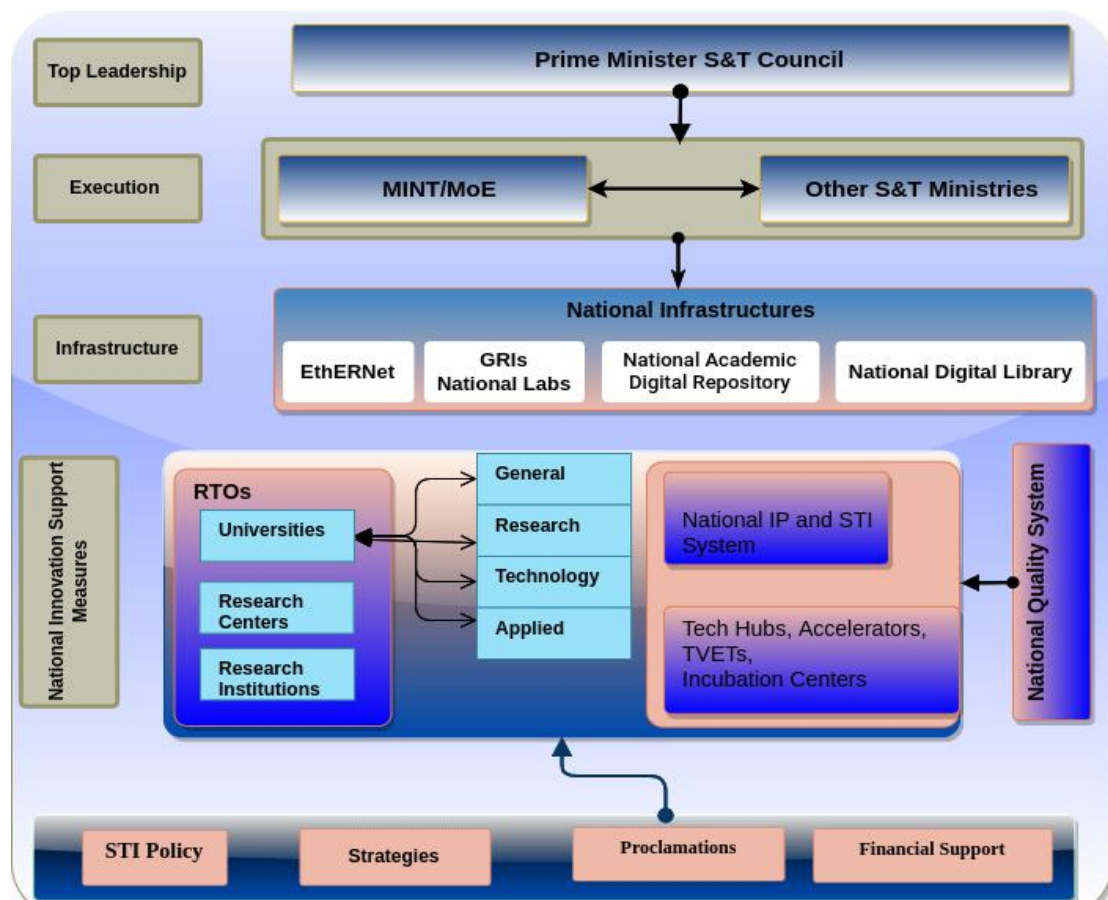 Top Leadership
Prime Minister S&T Council
Execution
MINT/MoE
Other S&T Ministries
Infrastructure
National Infrastructures
EthERNet
GRIs
National Labs
National Academic
Digital Repository
National Digital Library
National Innovation Support
Measures
RTOs
Universities
Research
Centers
Research
Institutions
General
Research
Technology
Applied
National IP and STI
System
Tech Hubs, Accelerators,
TVETs,
Incubation Centers
National Quality System
STI Policy
Strategies
Proclamations
Financial Support